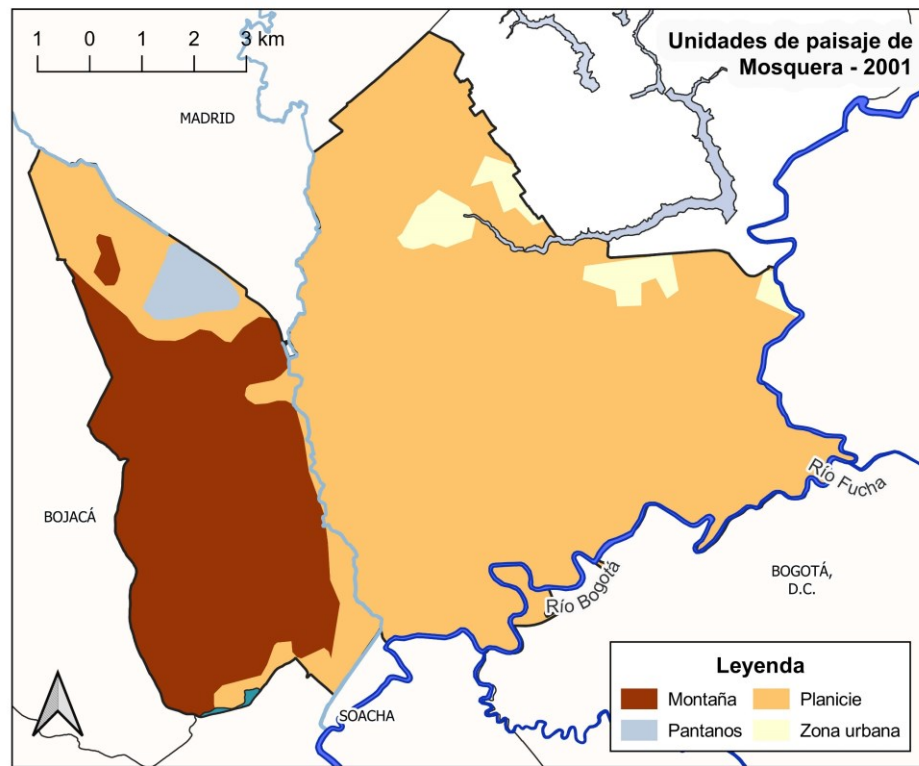 Unidades de paisaje de
Mosquera - 2001
1 0 1 2 3 km
MADRID
BOJACÁ
Río Fucha
Río Bogotá
BOGOTÁ,
D.C.
SOACHA
Leyenda
Montaña
Planicie
Pantanos
Zona urbana